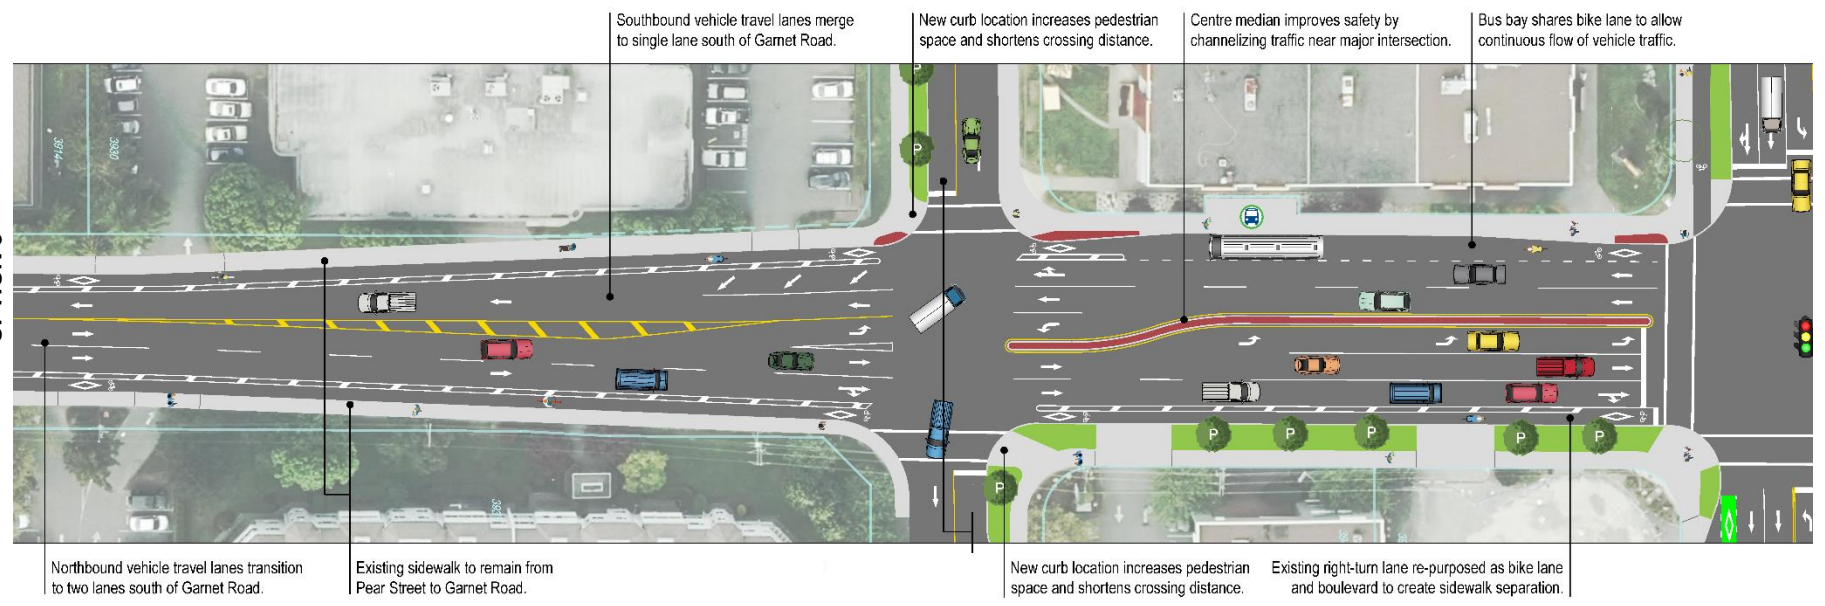 Southbound vehicle travel lanes merge
to single lane south of Garnet Road.
New curb location increases pedestrian
space and shortens crossing distance.
Centre median improves safety by
channelizing traffic near major intersection.
Bus bay shares bike lane to allow
continuous flow of vehicle traffic.
3914
3930
P
P
P
P
P
P
P
P
Northbound vehicle travel lanes transition
to two lanes south of Garnet Road.
Existing sidewalk to remain from
Pear Street to Garnet Road.
New curb location increases pedestrian
space and shortens crossing distance.
Existing right-turn lane re-purposed as bike lane
and boulevard to create sidewalk separation.